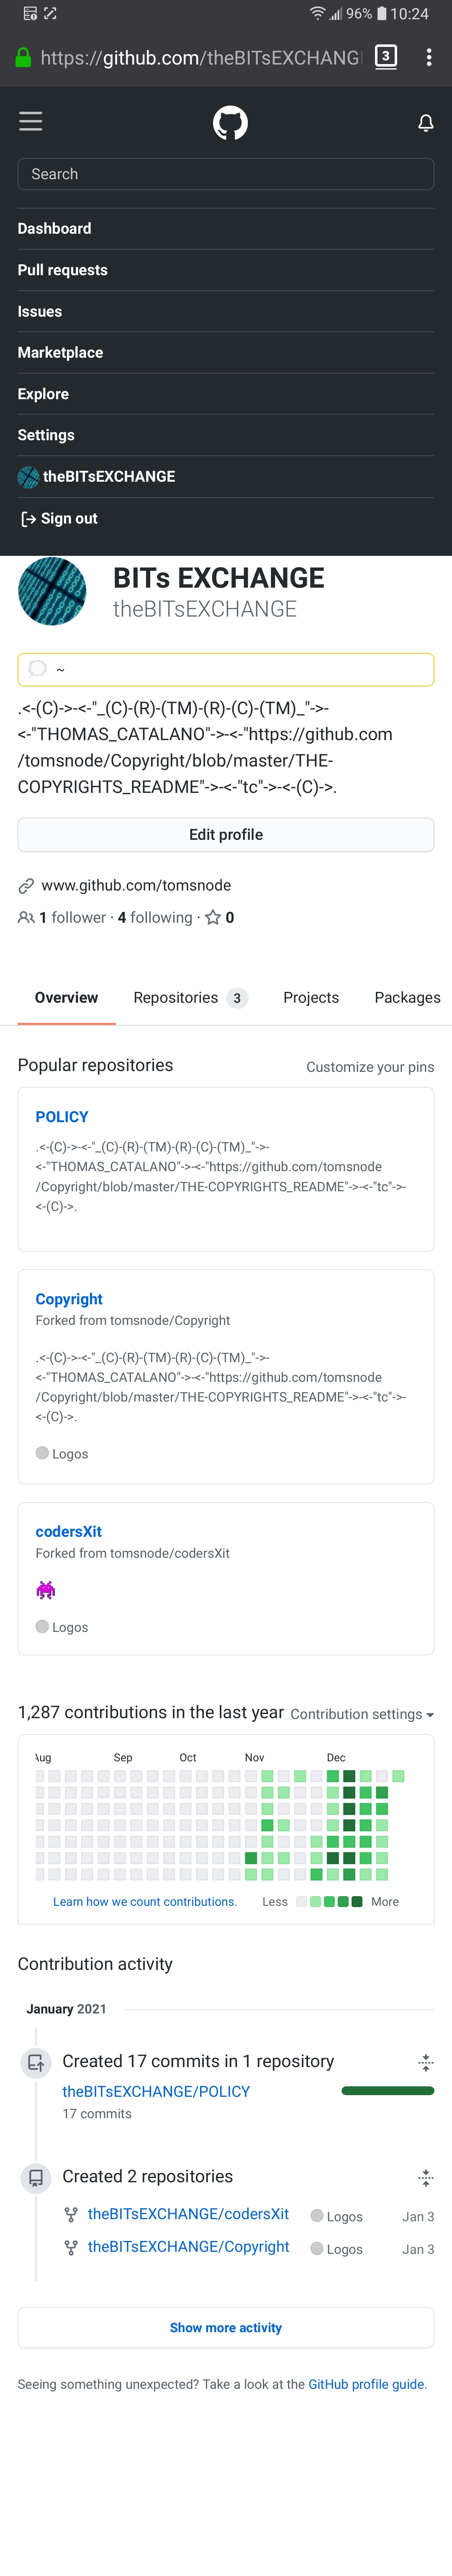 96% 10:24
https://github.com/theBITsEXCHANG
3
Search
Dashboard
Pull requests
Issues
Marketplace
Explore
Settings
theBITsEXCHANGE
Sign out
BITs EXCHANGE
theBITsEXCHANGE
~
.<-(C)->-<-"_(C)-(R)-(TM)-(R)-(C)-(TM)_"->-
<-"THOMAS_CATALANO"->-<-"https://github.com
/tomsnode/Copyright/blob/master/THE-
COPYRIGHTS_README"->-<-"tc"->-<-(C)->.
Edit profile
www.github.com/tomsnode
1 follower · 4 following · 0
Overview Repositories 3 Projects Packages
Popular repositories Customize your pins
POLICY
.<-(C)->-<-"_(C)-(R)-(TM)-(R)-(C)-(TM)_"->-
<-"THOMAS_CATALANO"->-<-"https://github.com/tomsnode
/Copyright/blob/master/THE-COPYRIGHTS_README"->-<-"tc"->-
<-(C)->.
Copyright
Forked from tomsnode/Copyright
.<-(C)->-<-"_(C)-(R)-(TM)-(R)-(C)-(TM)_"->-
<-"THOMAS_CATALANO"->-<-"https://github.com/tomsnode
/Copyright/blob/master/THE-COPYRIGHTS_README"->-<-"tc"->-
<-(C)->.
Logos
codersXit
Forked from tomsnode/codersXit
Logos
1,287 contributions in the last year Contribution settings
Aug Sep Oct Nov Dec
Learn how we count contributions. Less More
Contribution activity
January 2021
Created 17 commits in 1 repository
theBITsEXCHANGE/POLICY
17 commits
Created 2 repositories
theBITsEXCHANGE/codersXit Logos Jan 3
theBITsEXCHANGE/Copyright Logos Jan 3
Show more activity
Seeing something unexpected? Take a look at the GitHub profile guide.